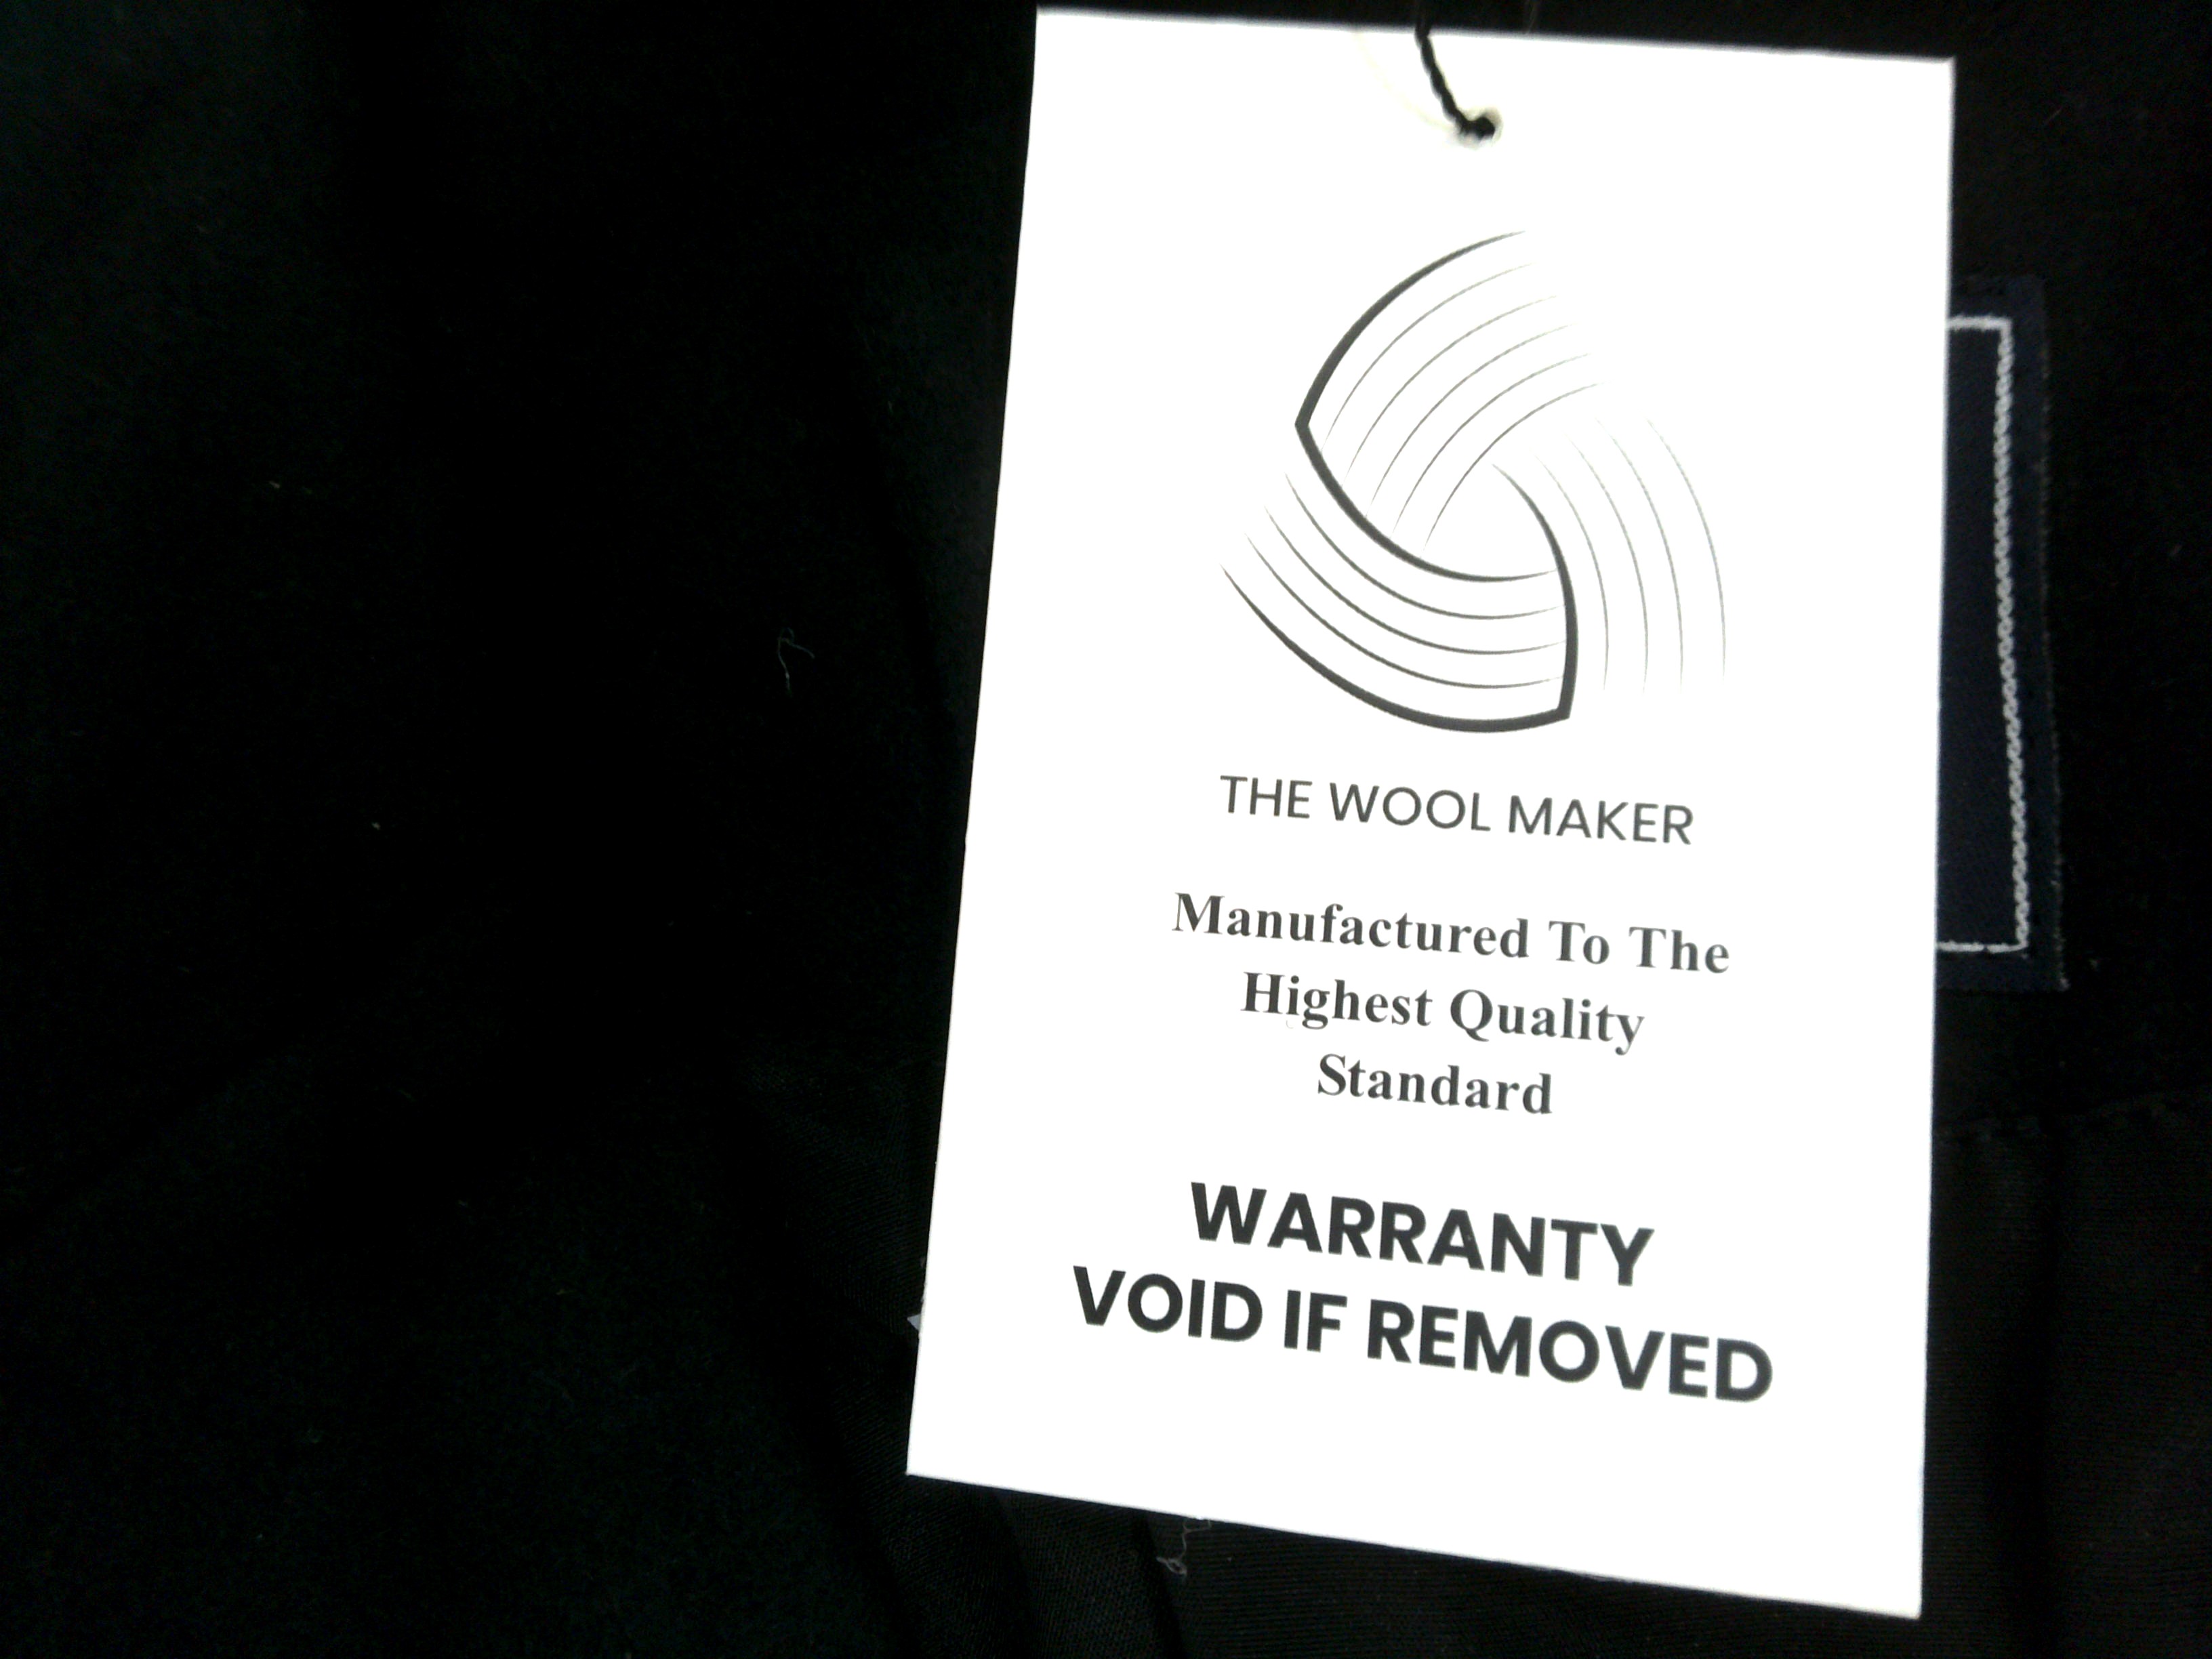 THE WOOL MAKER
Manufactured To The
Highest Quality
Standard
WARRANTY
VOID IF REMOVED